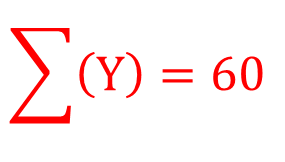 ∑(Y) = 60